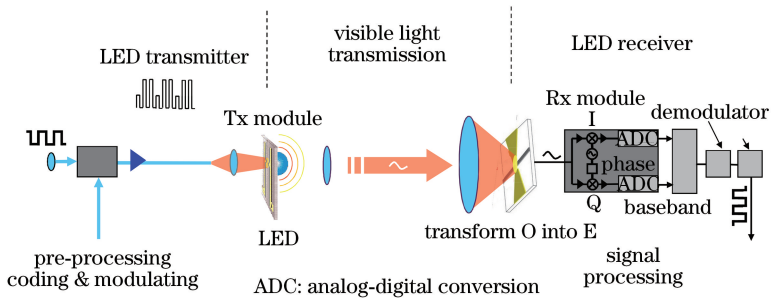 LED transmitter
visible light
transmission
LED receiver
Tx module
Rx module
I
demodulator
ADC
phase
ADC
Q
baseband
LED
transform O into E
pre-processing
coding & modulating
signal
processing
ADC: analog-digital conversion